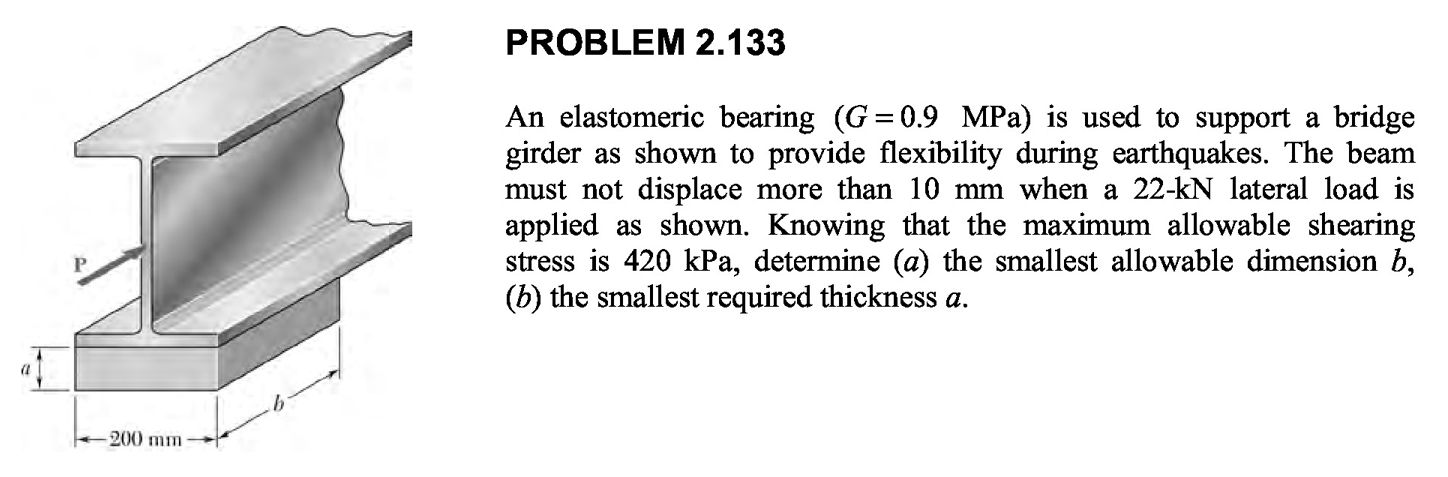 PROBLEM 2.133
An elastomeric bearing (G = 0.9 MPa) is used to support a bridge
girder as shown to provide flexibility during earthquakes. The beam
must not displace more than 10 mm when a 22-kN lateral load is
applied as shown. Knowing that the maximum allowable shearing
stress is 420 kPa, determine (a) the smallest allowable dimension b,
(b) the smallest required thickness a.
P
a
b
200 mm